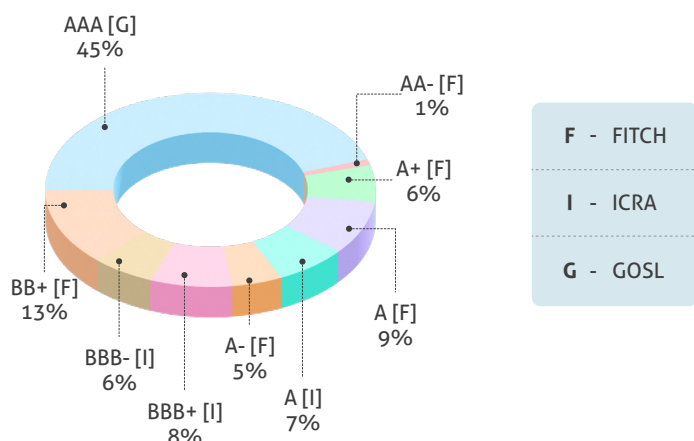 AAA [G]
45%
AA- [F]
1%
A+ [F]
6%
A [F]
9%
A [I]
7%
A- [F]
5%
BBB+ [I]
8%
BBB- [I]
6%
BB+ [F]
13%
F - FITCH
I - ICRA
G - GOSL